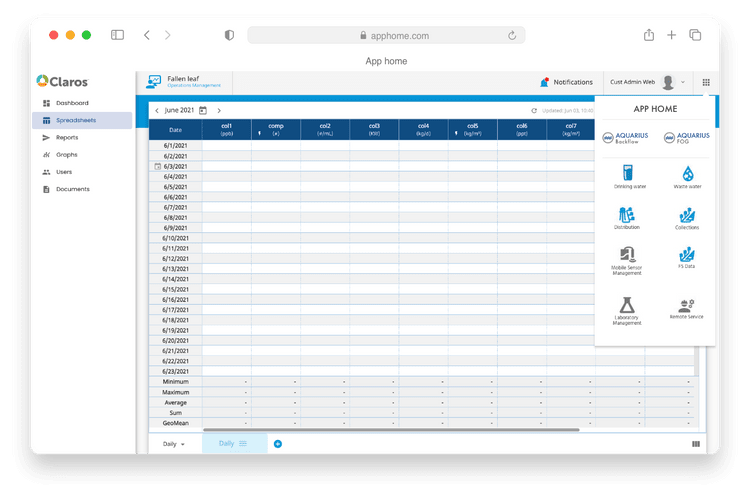 apphome.com
App home
Claros
Fallen leaf
Operations Management
Notifications
Cust Admin Web
Dashboard
Spreadsheets
Reports
Graphs
Users
Documents
June 2021
Updated: Jun 03, 10:40
Date
col1
(ppb)
comp
(ø)
col2
(#/mL)
col3
(KW)
col4
(kg/d)
col5
(kg/m³)
col6
(ppt)
col7
(kg/m³)
6/1/2021
6/2/2021
6/3/2021
6/4/2021
6/5/2021
6/6/2021
6/7/2021
6/8/2021
6/9/2021
6/10/2021
6/11/2021
6/12/2021
6/13/2021
6/14/2021
6/15/2021
6/16/2021
6/17/2021
6/18/2021
6/19/2021
6/20/2021
6/21/2021
6/22/2021
6/23/2021
Minimum - - - - - - - - - -
Maximum - - - - - - - - - -
Average - - - - - - - - - -
Sum - - - - - - - - - -
GeoMean - - - - - - - - - -
Daily
Daily
APP HOME
AQUARIUS
Backflow
AQUARIUS
FOG
Drinking water
Waste water
Distribution
Collections
Mobile Sensor
Management
FS Data
Laboratory
Management
Remote Service